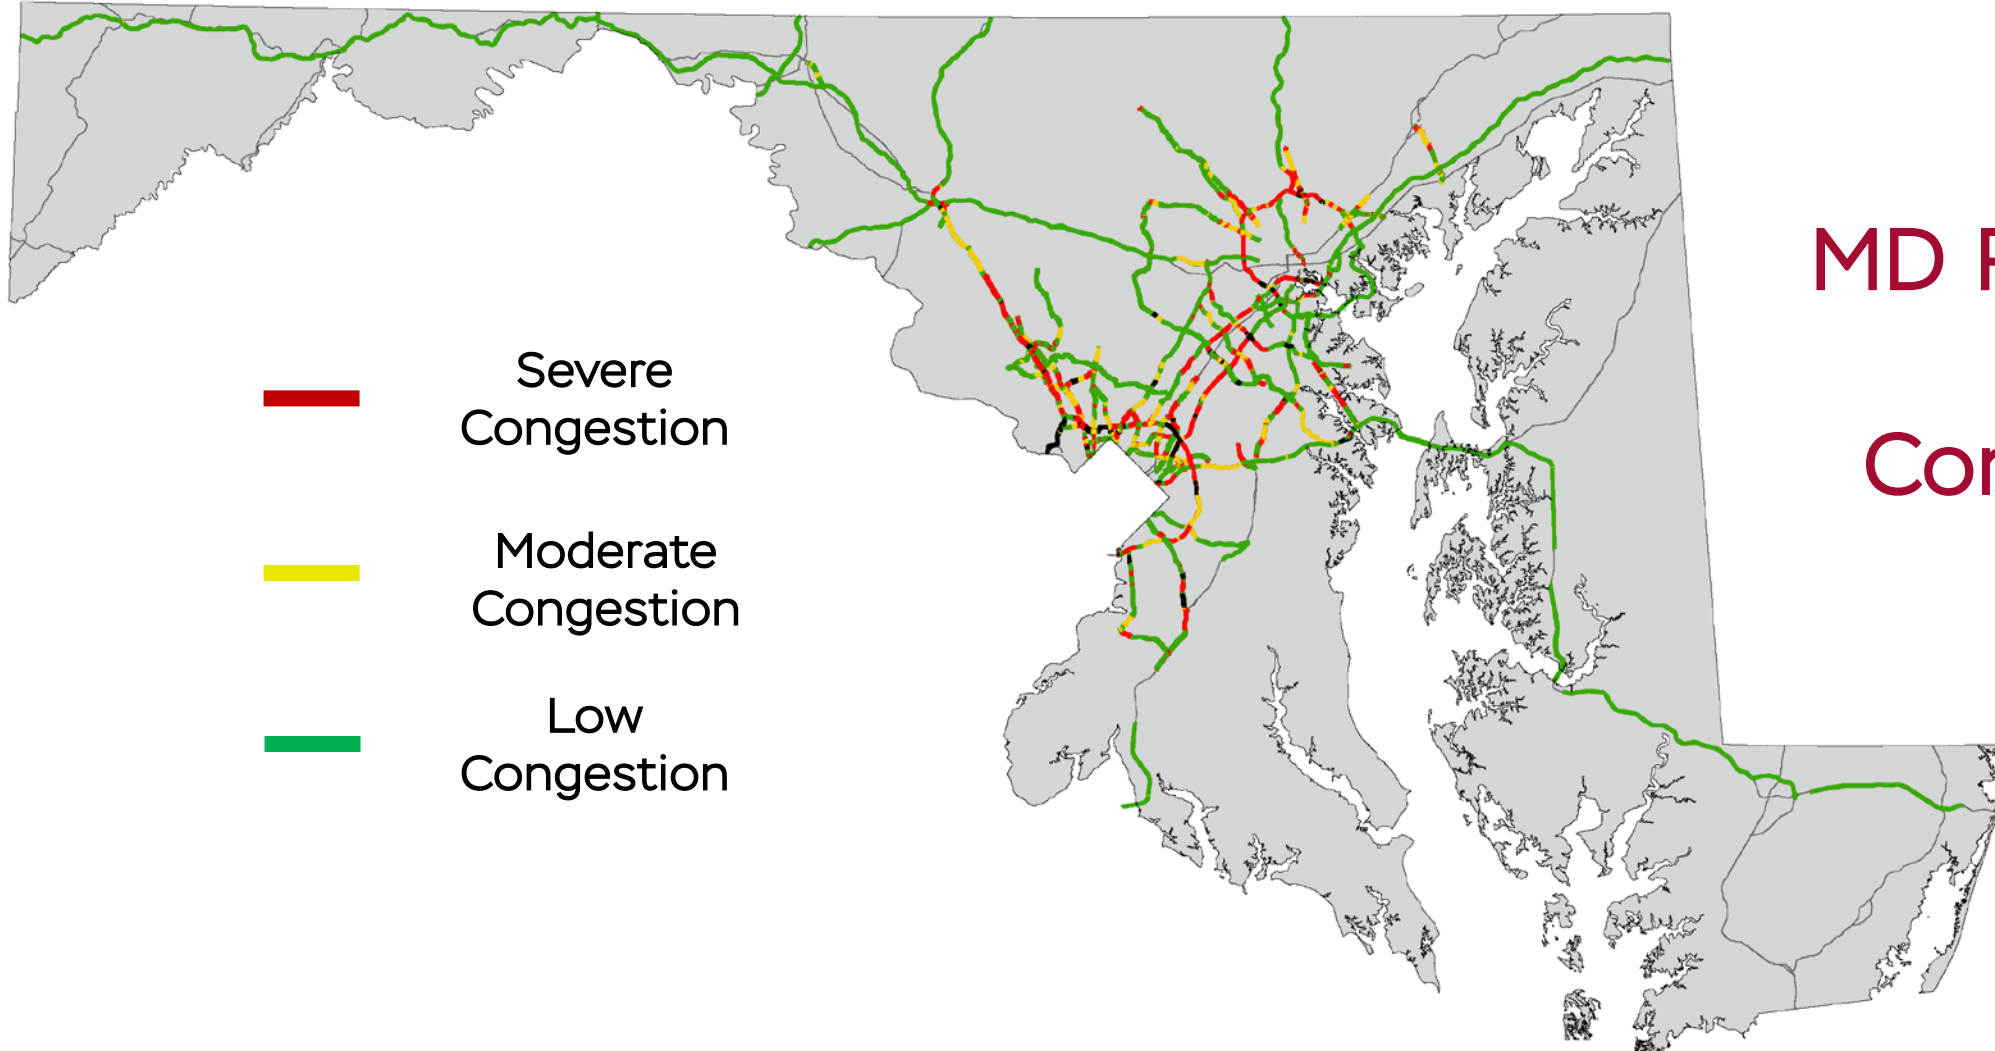 Severe
Congestion
Moderate
Congestion
Low
Congestion
MD